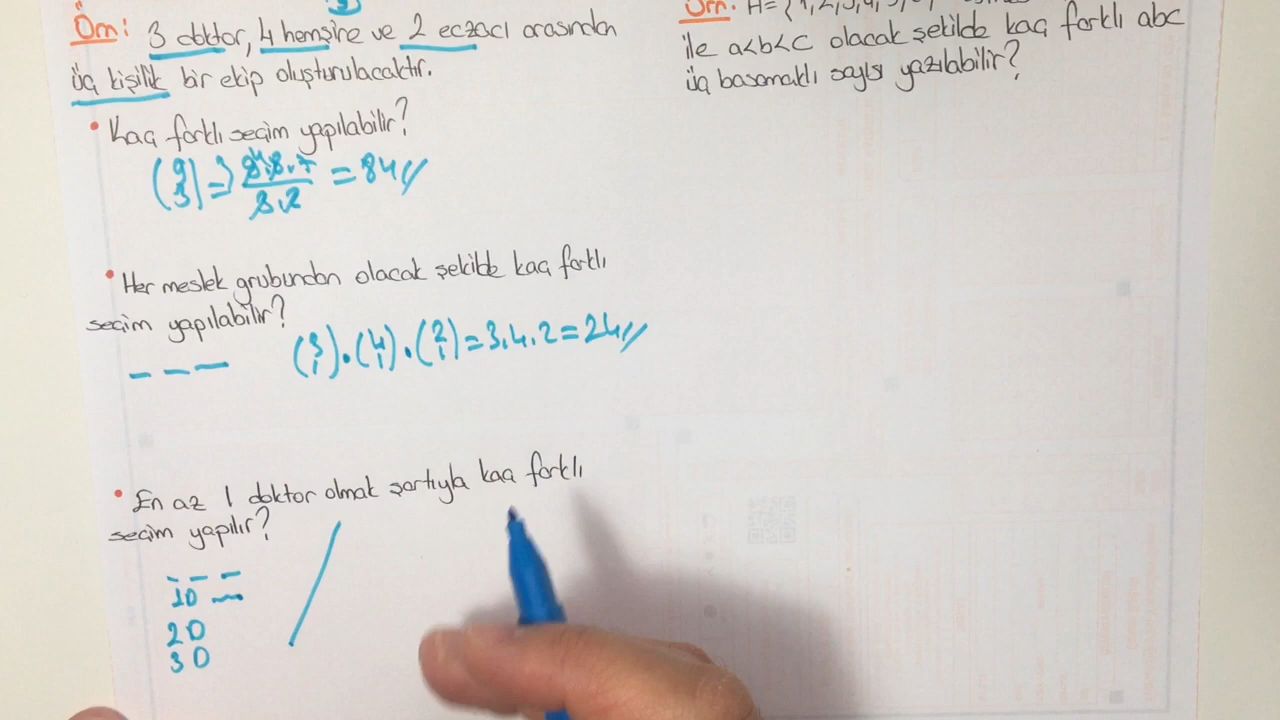 Örn: 3 doktor, 4 hemşire ve 2 eczacı arasından
üç kişilik bir ekip oluşturulacaktır.
• Kaç farklı seçim yapılabilir?
(9 3) => 9.8.7 / 3.2 = 84//
• Her meslek grubundan olacak şekilde kaç farklı
seçim yapılabilir?
(3 1).(4 1).(2 1) = 3.4.2 = 24//
• En az 1 doktor olmak şartıyla kaç farklı
seçim yapılır?
1D
2D
3D
Örn: A=
ile a<b<c olacak şekilde kaç farklı abc
üç basamaklı sayısı yazılabilir?